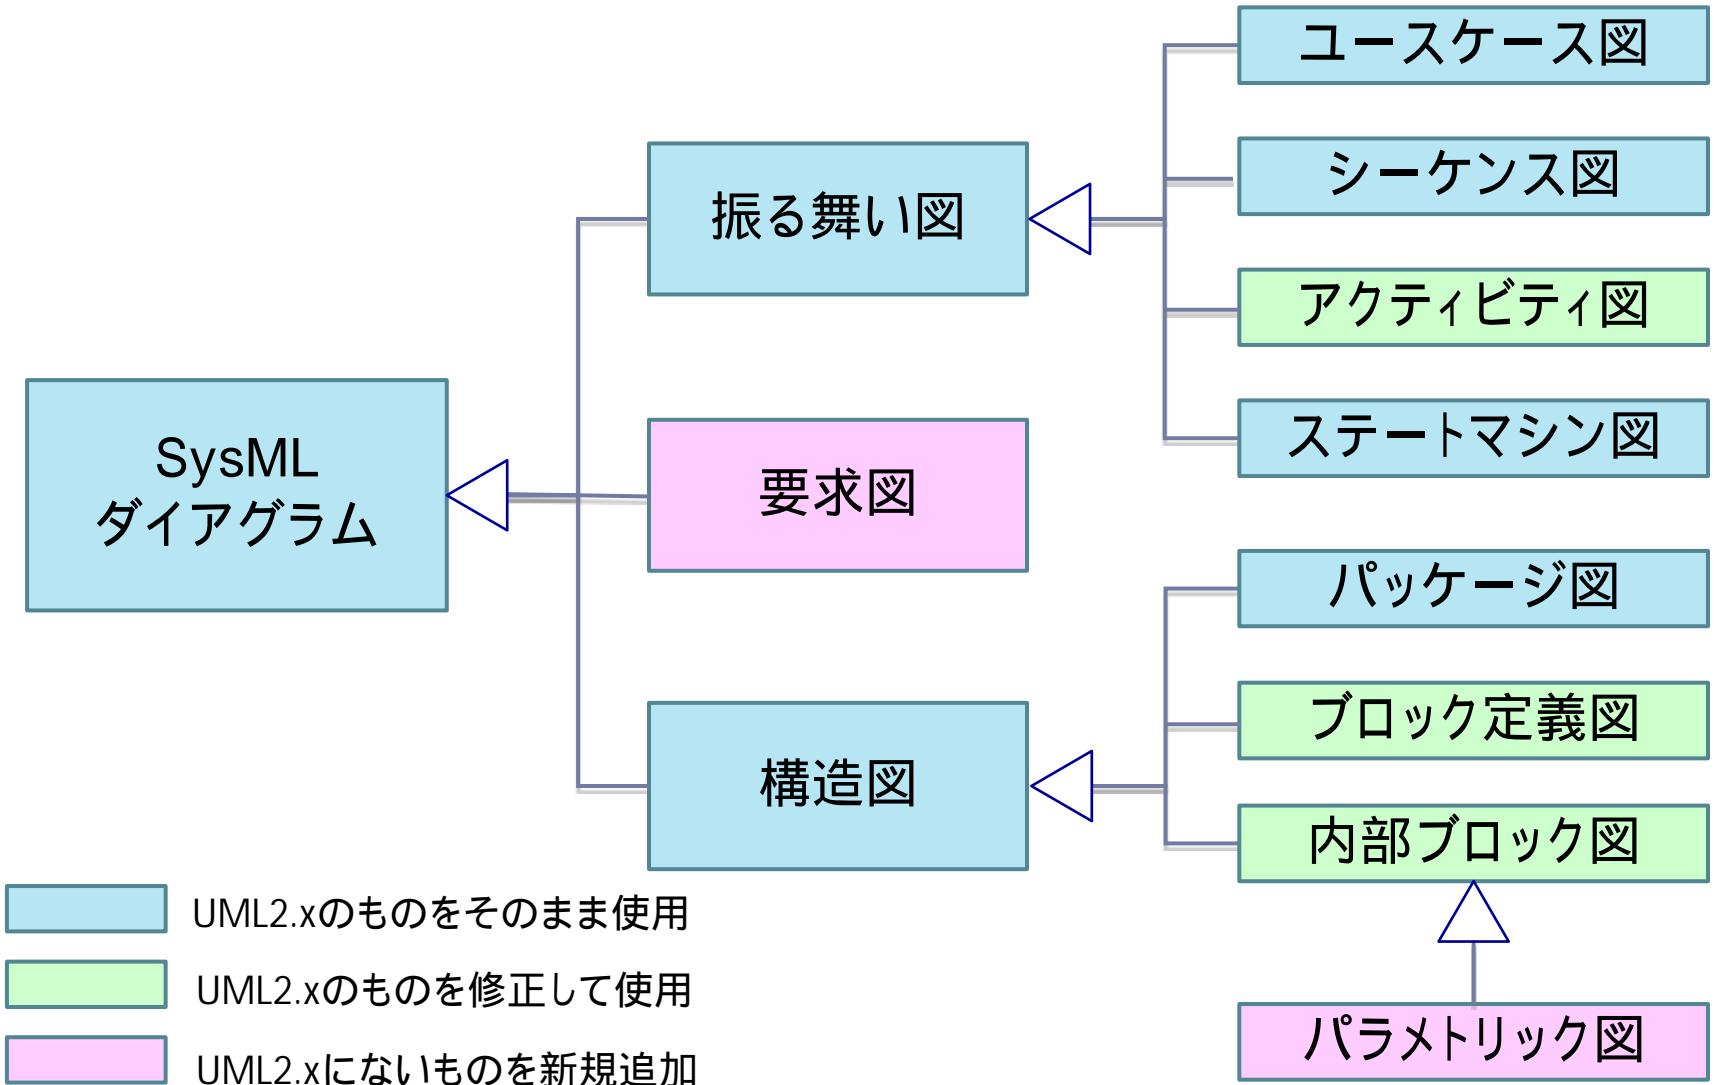 ユースケース図
シーケンス図
振る舞い図
アクティビティ図
ステートマシン図
SysML
ダイアグラム
要求図
パッケージ図
ブロック定義図
構造図
内部ブロック図
パラメトリック図
UML2.xのものをそのまま使用
UML2.xのものを修正して使用
UML2.xにないものを新規追加